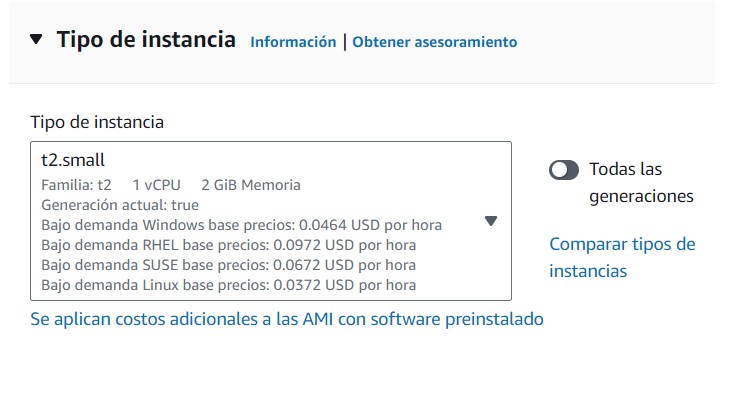 Tipo de instancia Información | Obtener asesoramiento
Tipo de instancia
t2.small
Familia: t2 1 vCPU 2 GiB Memoria
Generación actual: true
Bajo demanda Windows base precios: 0.0464 USD por hora
Bajo demanda RHEL base precios: 0.0972 USD por hora
Bajo demanda SUSE base precios: 0.0672 USD por hora
Bajo demanda Linux base precios: 0.0372 USD por hora
Todas las
generaciones
Comparar tipos de
instancias
Se aplican costos adicionales a las AMI con software preinstalado